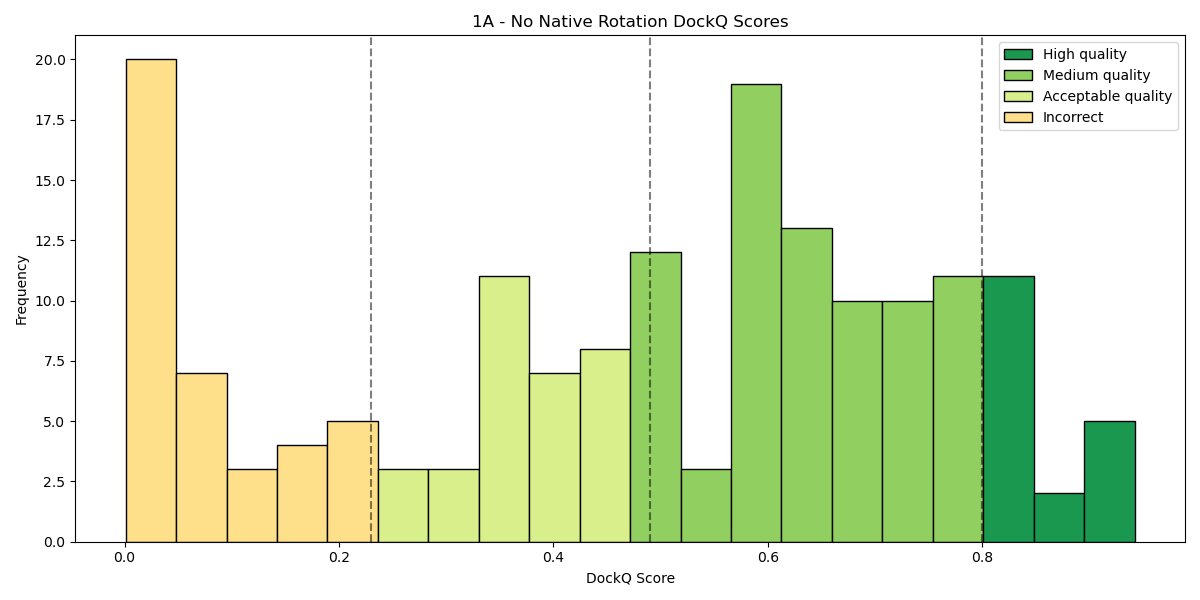 1A - No Native Rotation DockQ Scores
High quality
Medium quality
Acceptable quality
Incorrect
Frequency
20.0
17.5
15.0
12.5
10.0
7.5
5.0
2.5
0.0
0.0 0.2 0.4 0.6 0.8
DockQ Score